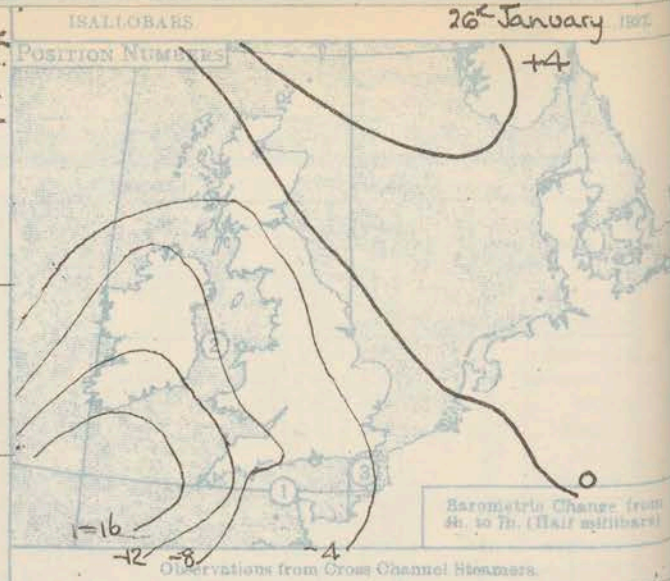 ISALLOBARS
26th January
POSITION NUMBERS
+4
2
0
1
3
-16
-12
-8
-4
Barometric Change from
to 7h. (Half millibars)
Observations from Cross Channel Steamers.